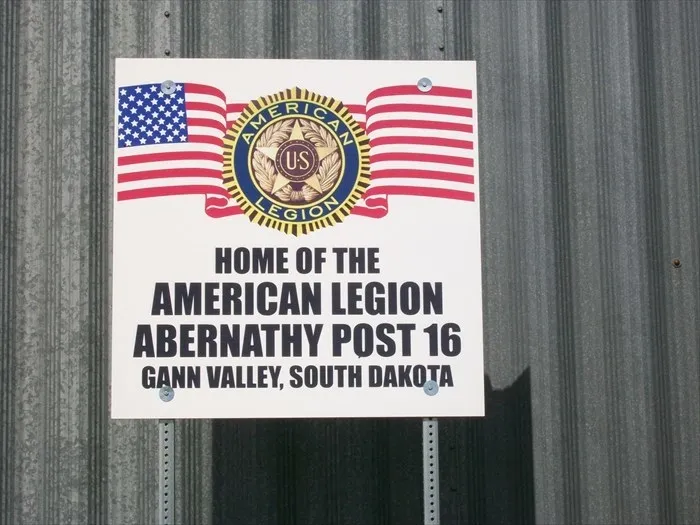 AMERICAN
U·S
LEGION
HOME OF THE
AMERICAN LEGION
ABERNATHY POST 16
GANN VALLEY, SOUTH DAKOTA